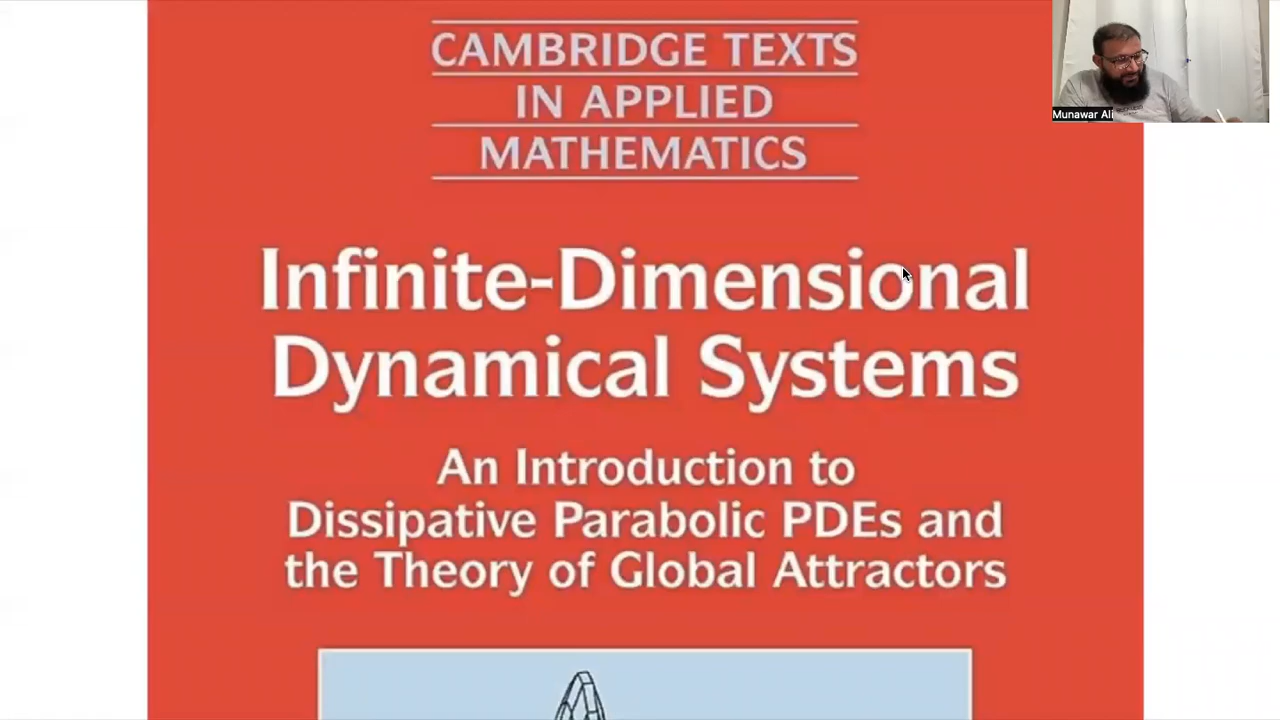 CAMBRIDGE TEXTS
IN APPLIED
MATHEMATICS
Munawar Ali
Infinite-Dimensional
Dynamical Systems
An Introduction to
Dissipative Parabolic PDEs and
the Theory of Global Attractors